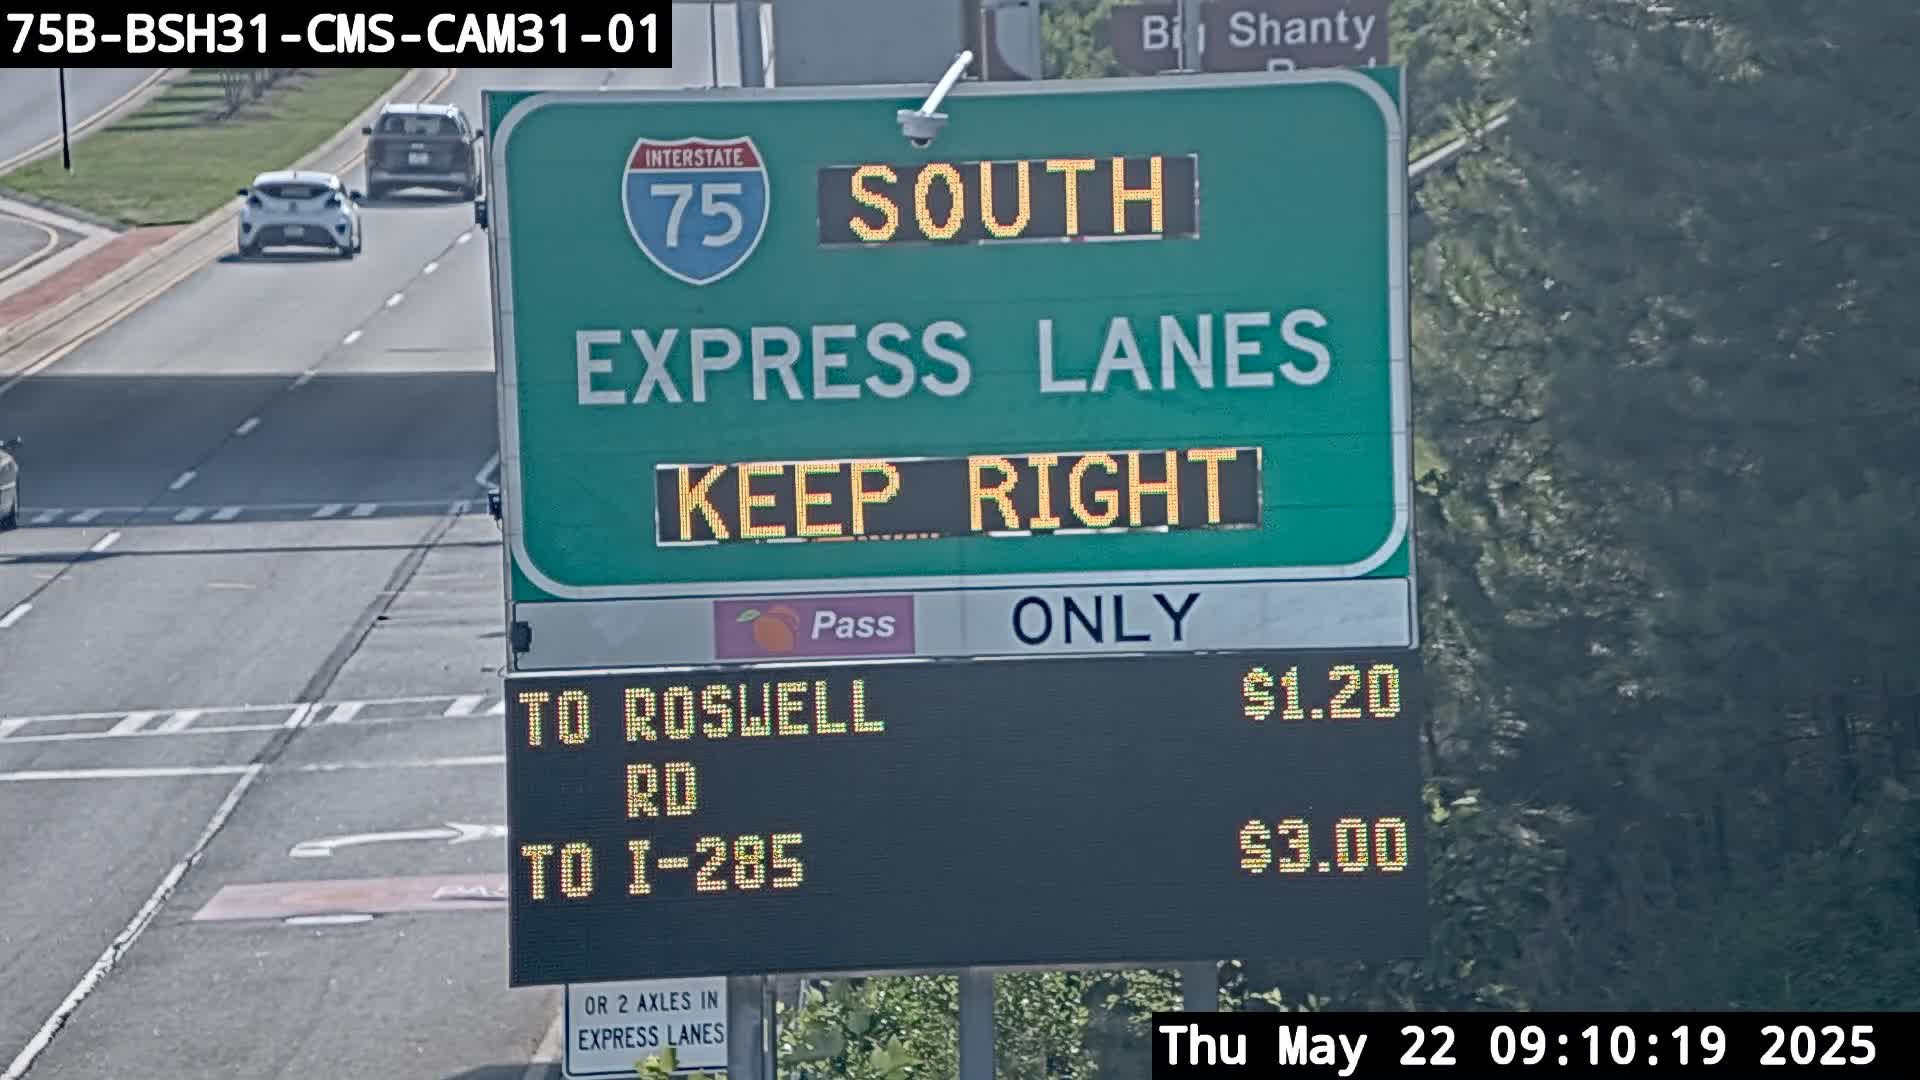 75B-BSH31-CMS-CAM31-01
Big Shanty
INTERSTATE
75
SOUTH
EXPRESS LANES
KEEP RIGHT
Pass ONLY
TO ROSWELL $1.20
RD
TO I-285 $3.00
OR 2 AXLES IN
EXPRESS LANES
Thu May 22 09:10:19 2025